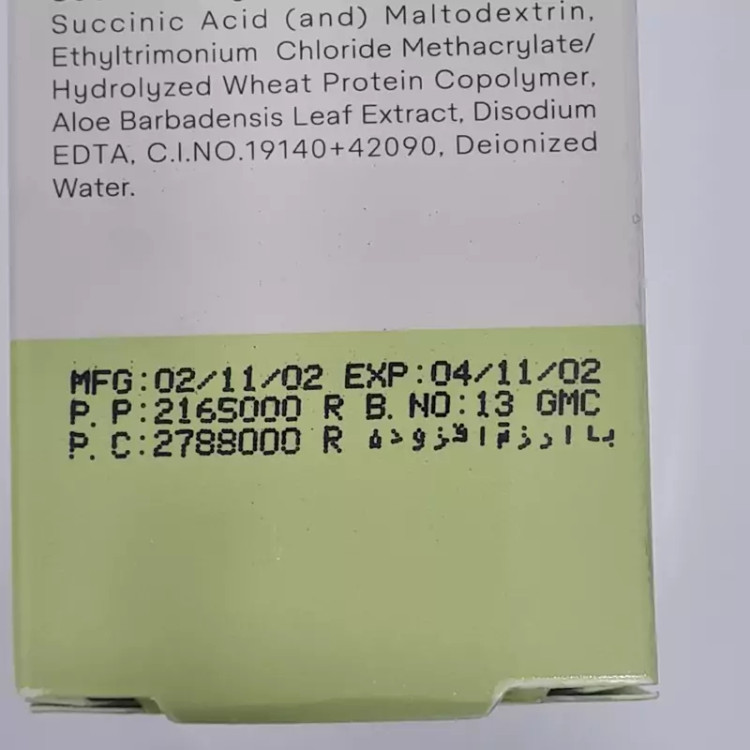 Succinic Acid (and) Maltodextrin,
Ethyltrimonium Chloride Methacrylate/
Hydrolyzed Wheat Protein Copolymer,
Aloe Barbadensis Leaf Extract, Disodium
EDTA, C.I.NO.19140+42090, Deionized
Water.
MFG:02/11/02 EXP:04/11/02
P. P:2165000 R B. NO:13 GMC
P. C:2788000 R با ارزش افزوده